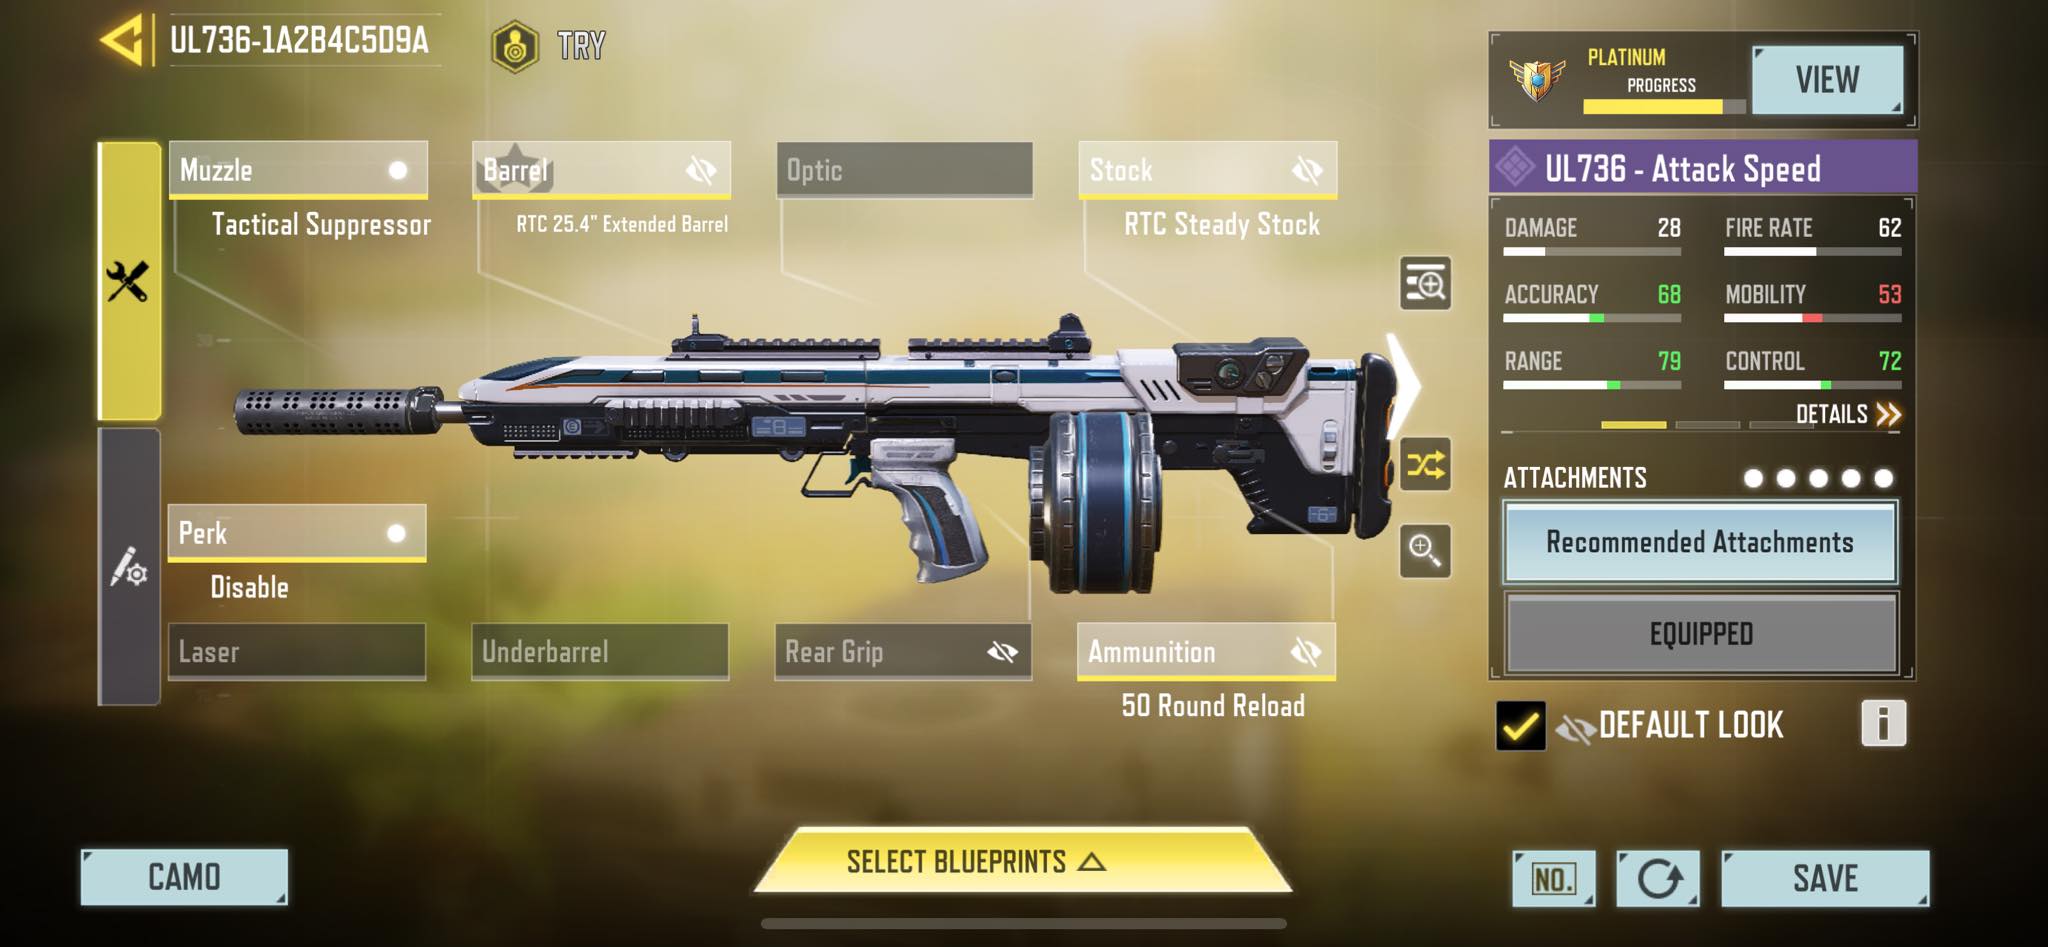 UL736-1A2B4C5D9A
TRY
PLATINUM
PROGRESS
VIEW
Muzzle
Tactical Suppressor
Barrel
RTC 25.4" Extended Barrel
Optic
Stock
RTC Steady Stock
UL736 - Attack Speed
DAMAGE 28
FIRE RATE 62
ACCURACY 68
MOBILITY 53
RANGE 79
CONTROL 72
DETAILS
ATTACHMENTS
Recommended Attachments
EQUIPPED
Perk
Disable
Laser
Underbarrel
Rear Grip
Ammunition
50 Round Reload
DEFAULT LOOK
CAMO
SELECT BLUEPRINTS
NO.
SAVE